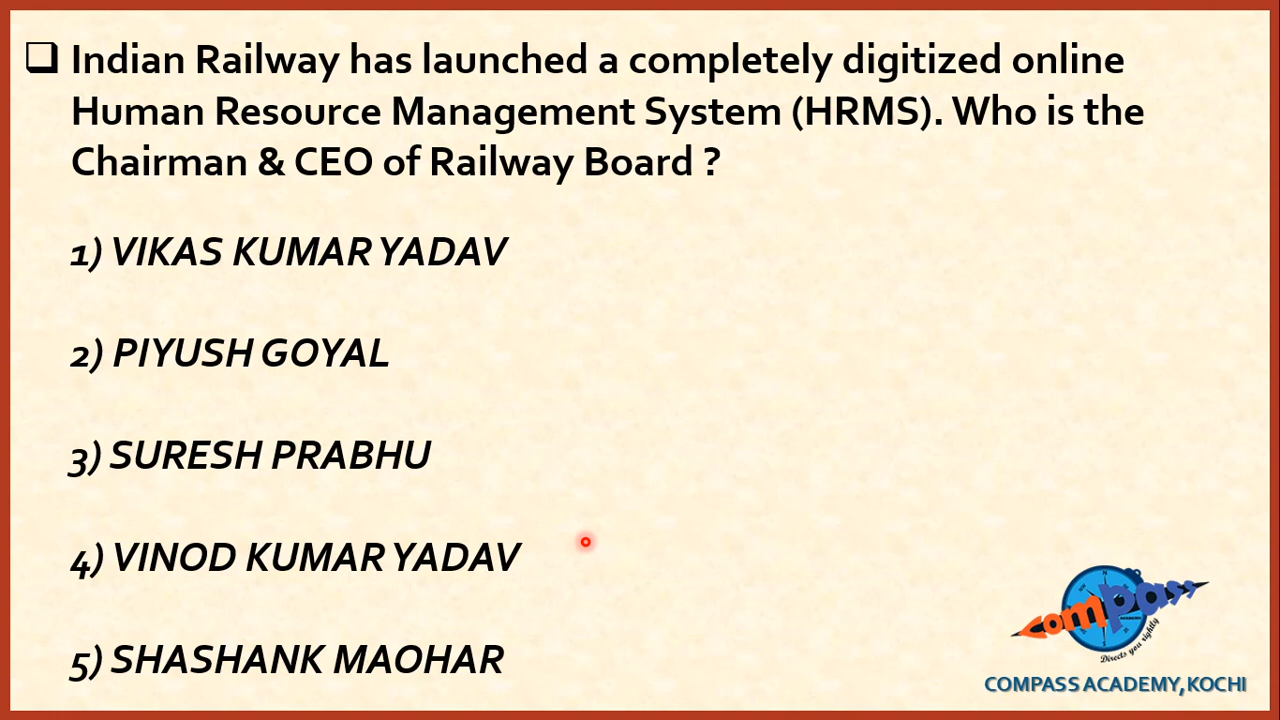 ❑ Indian Railway has launched a completely digitized online
Human Resource Management System (HRMS). Who is the
Chairman & CEO of Railway Board ?
1) VIKAS KUMAR YADAV
2) PIYUSH GOYAL
3) SURESH PRABHU
4) VINOD KUMAR YADAV
5) SHASHANK MAOHAR
compass
Directs you rightly
COMPASS ACADEMY, KOCHI